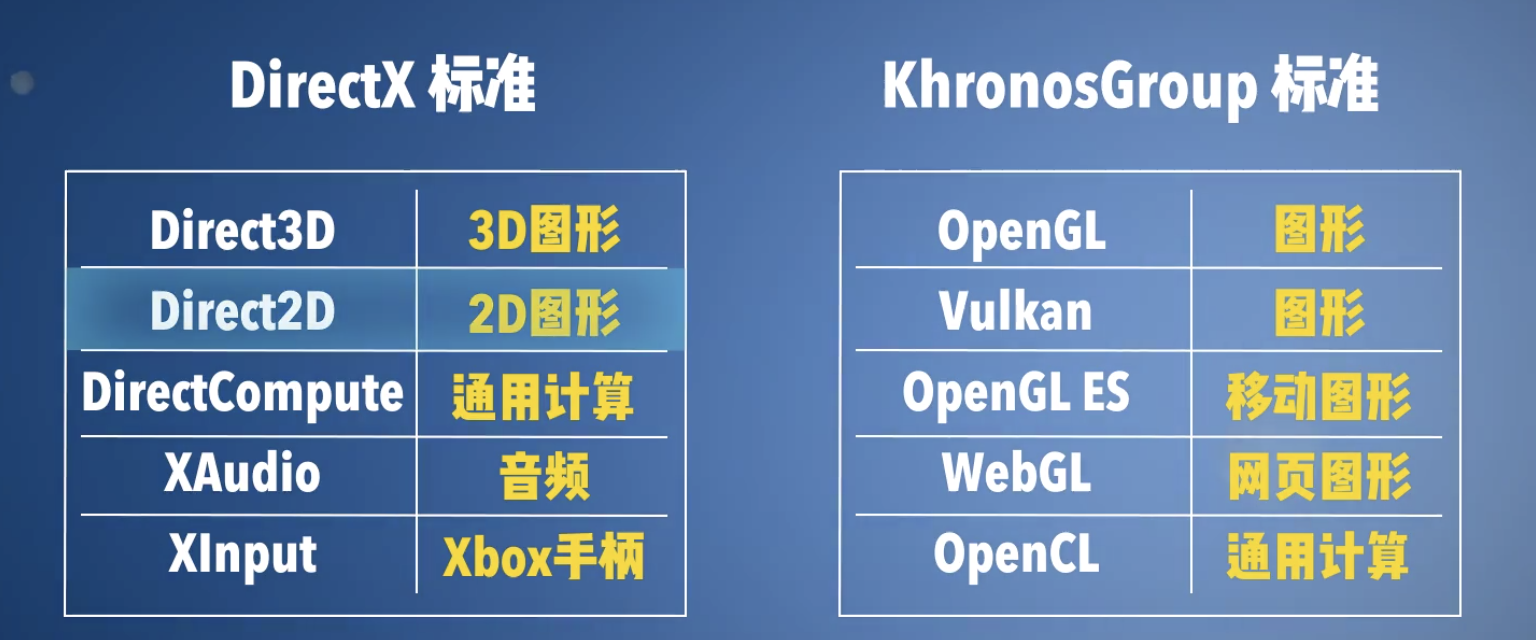 DirectX 标准
Direct3D 3D图形
Direct2D 2D图形
DirectCompute 通用计算
XAudio 音频
XInput Xbox手柄
KhronosGroup 标准
OpenGL 图形
Vulkan 图形
OpenGL ES 移动图形
WebGL 网页图形
OpenCL 通用计算